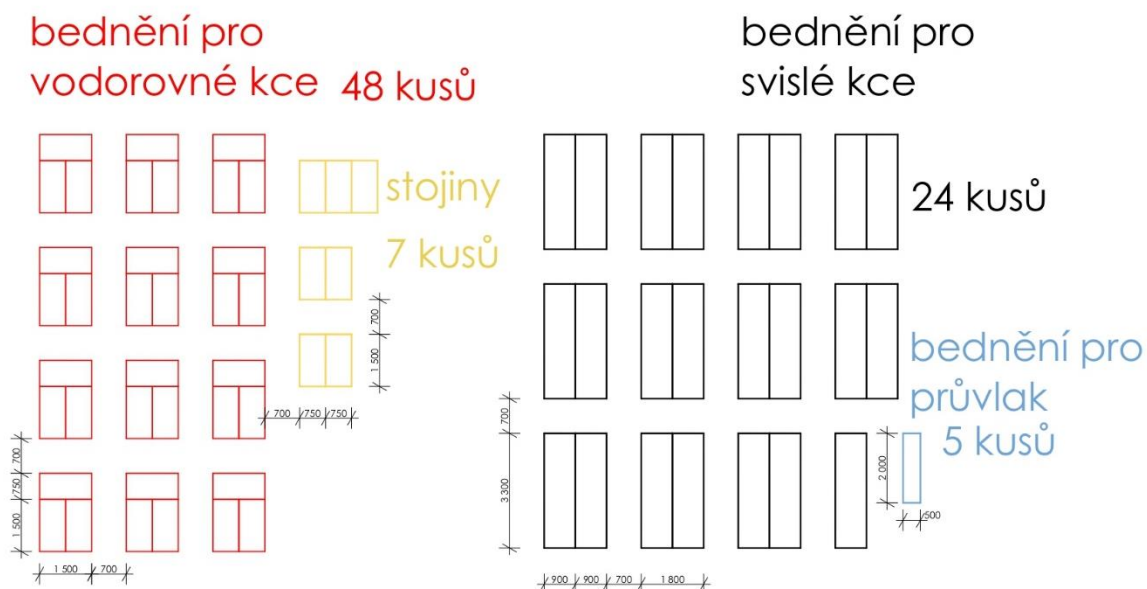 bednění pro
vodorovné kce 48 kusů
bednění pro
svislé kce
stojiny
7 kusů
24 kusů
700
1 500
700 750 750
bednění pro
průvlak
5 kusů
700
3 300
2 000
500
700
750
1 500
1 500 700
900 900 700 1 800